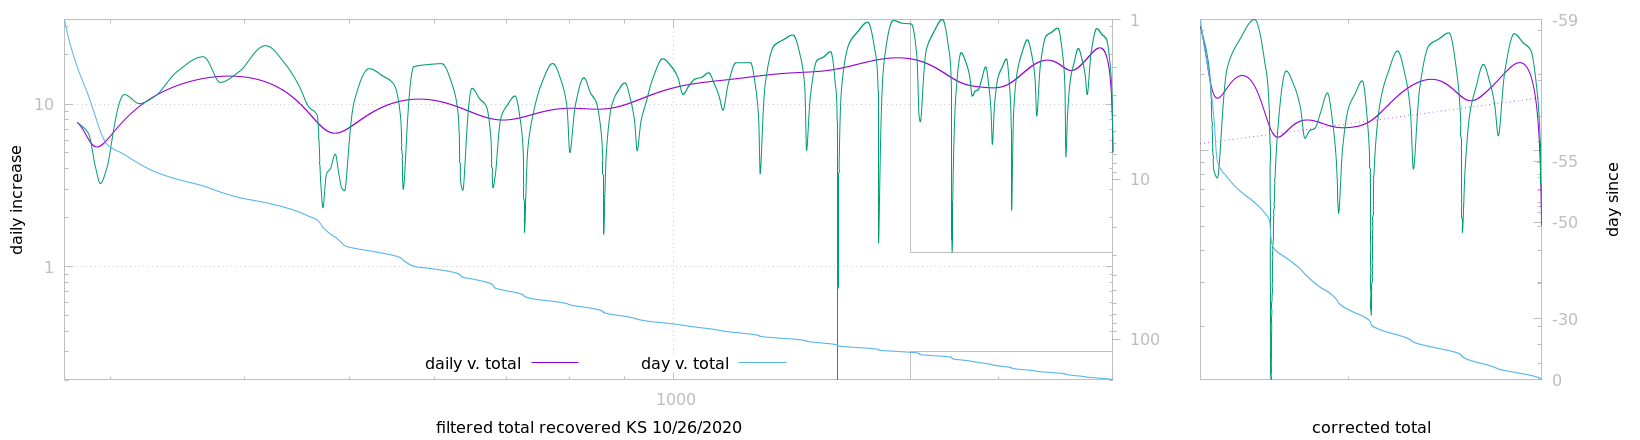 daily increase
10
1
daily v. total
day v. total
1000
filtered total recovered KS 10/26/2020
1
10
100
-59
-55
-50
-30
0
day since
corrected total